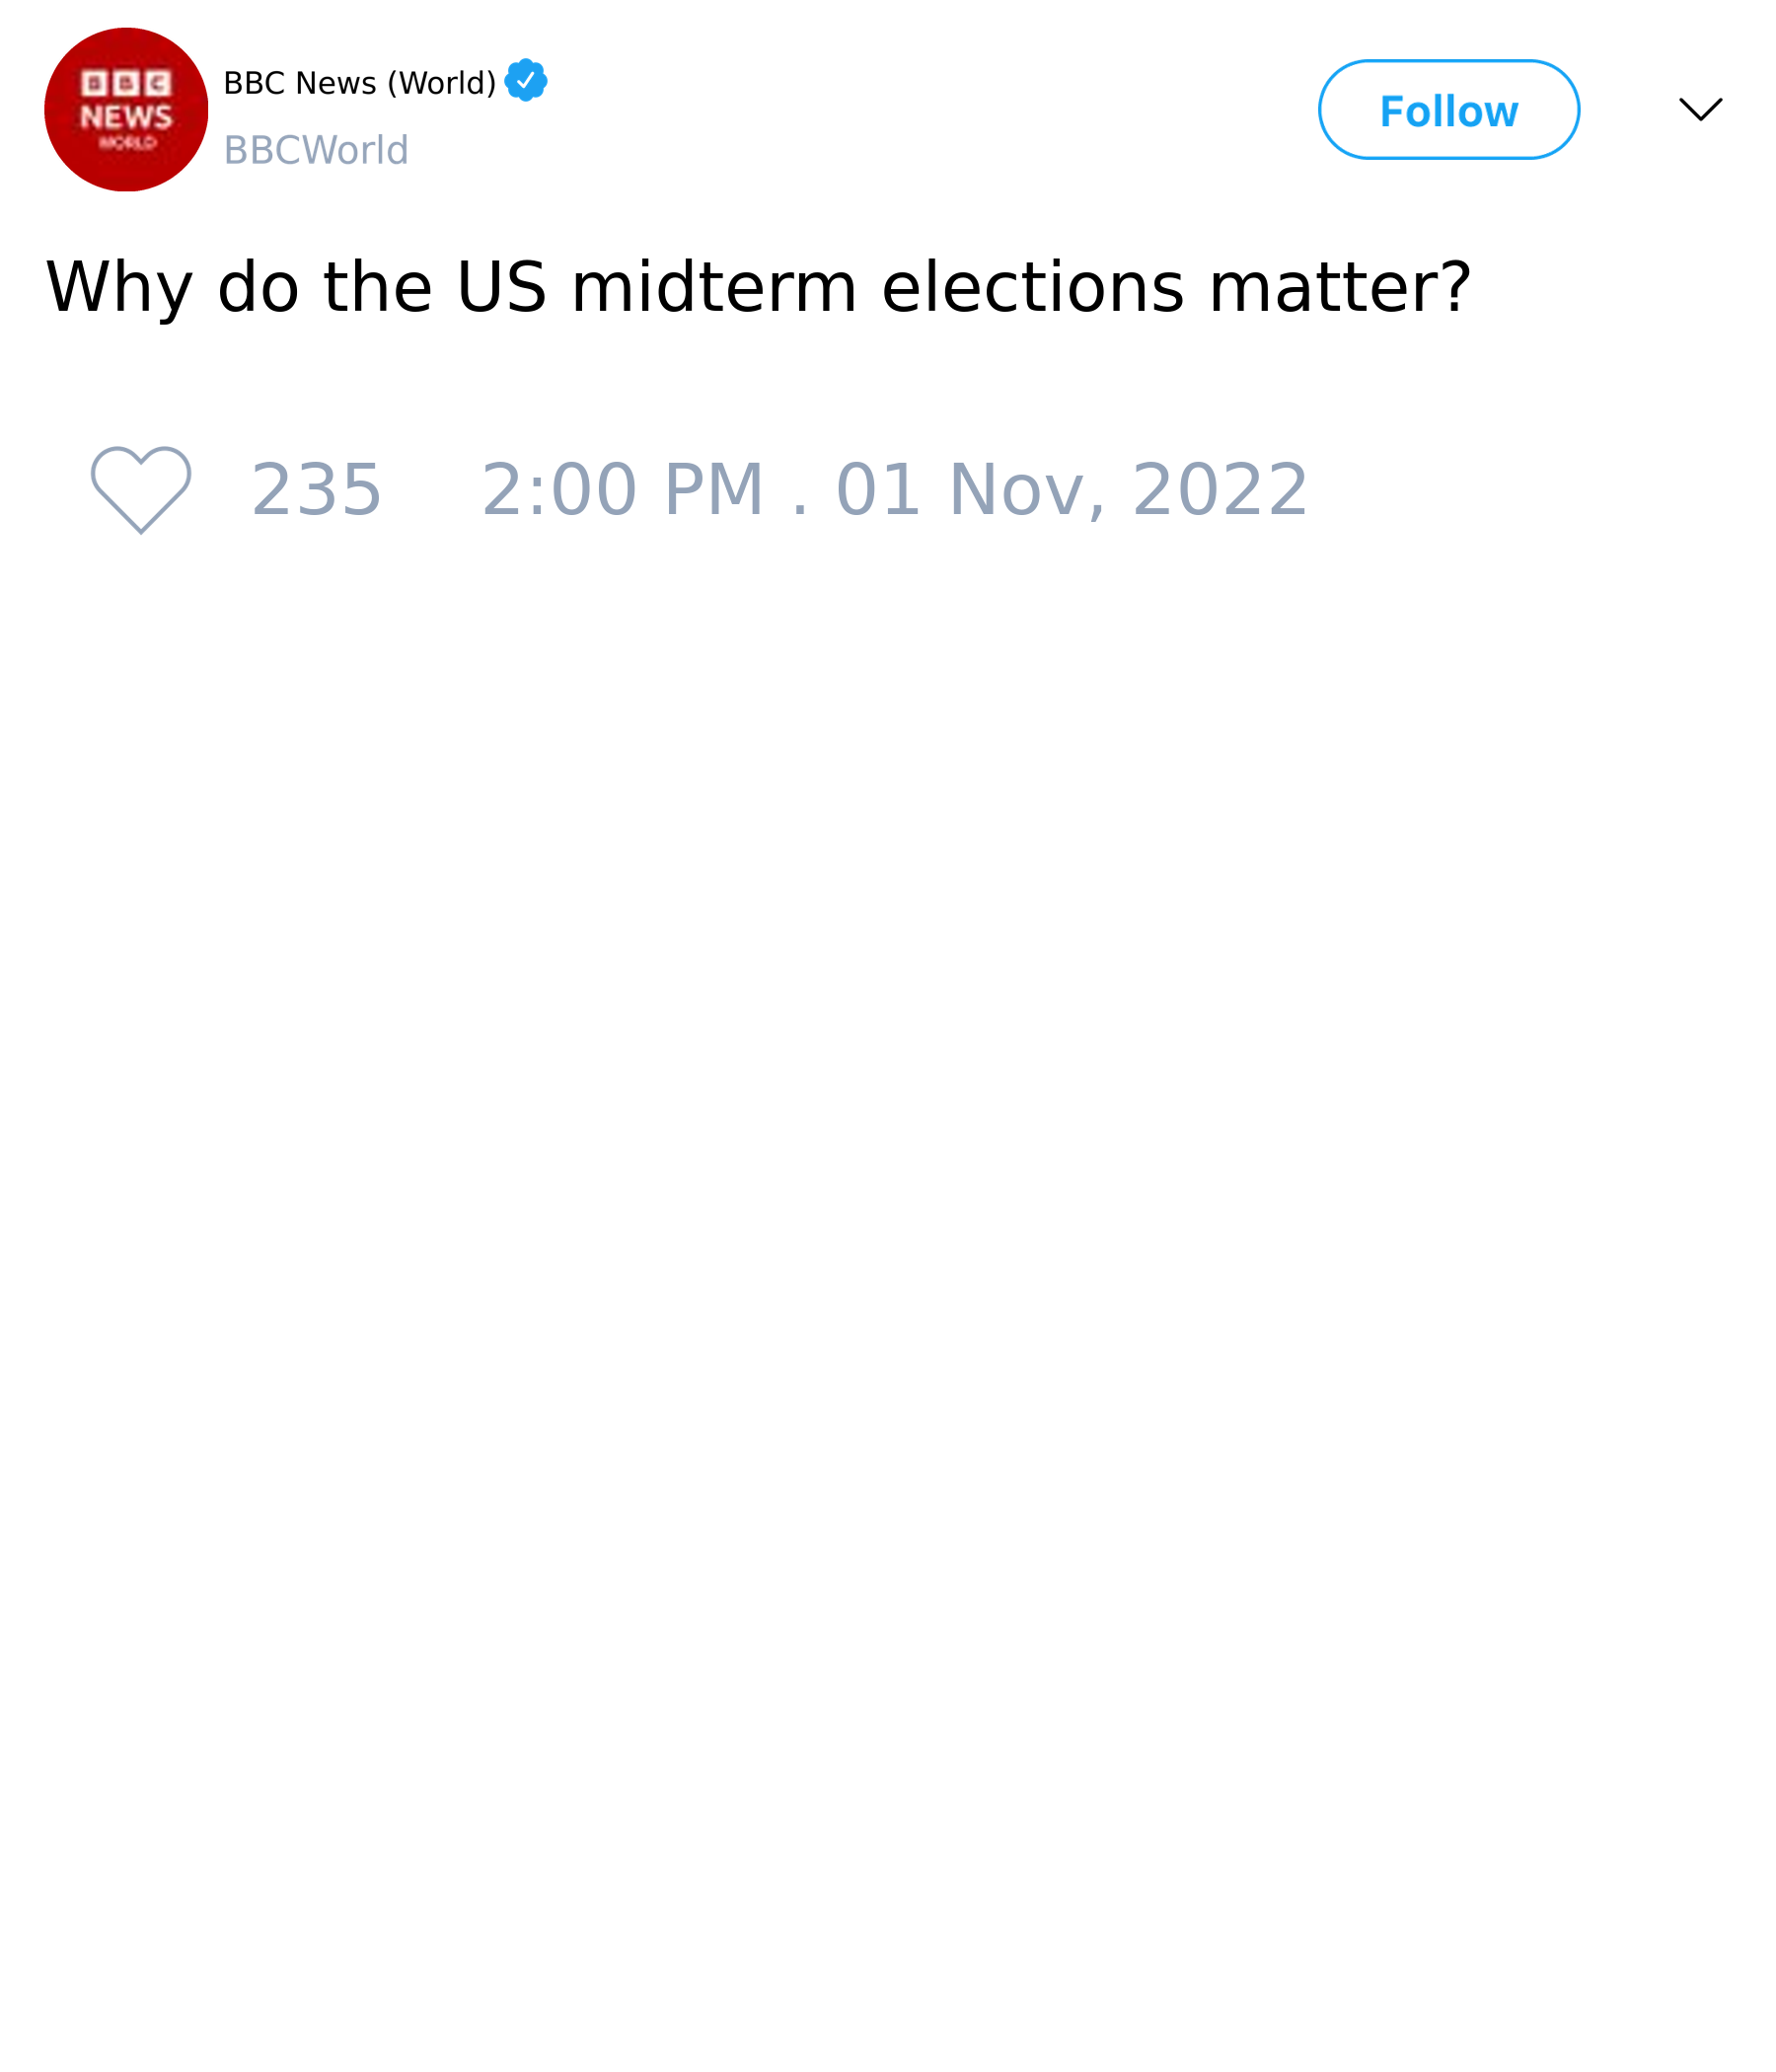 BBC
NEWS
WORLD
BBC News (World)
BBCWorld
Follow
Why do the US midterm elections matter?
235 2:00 PM . 01 Nov, 2022